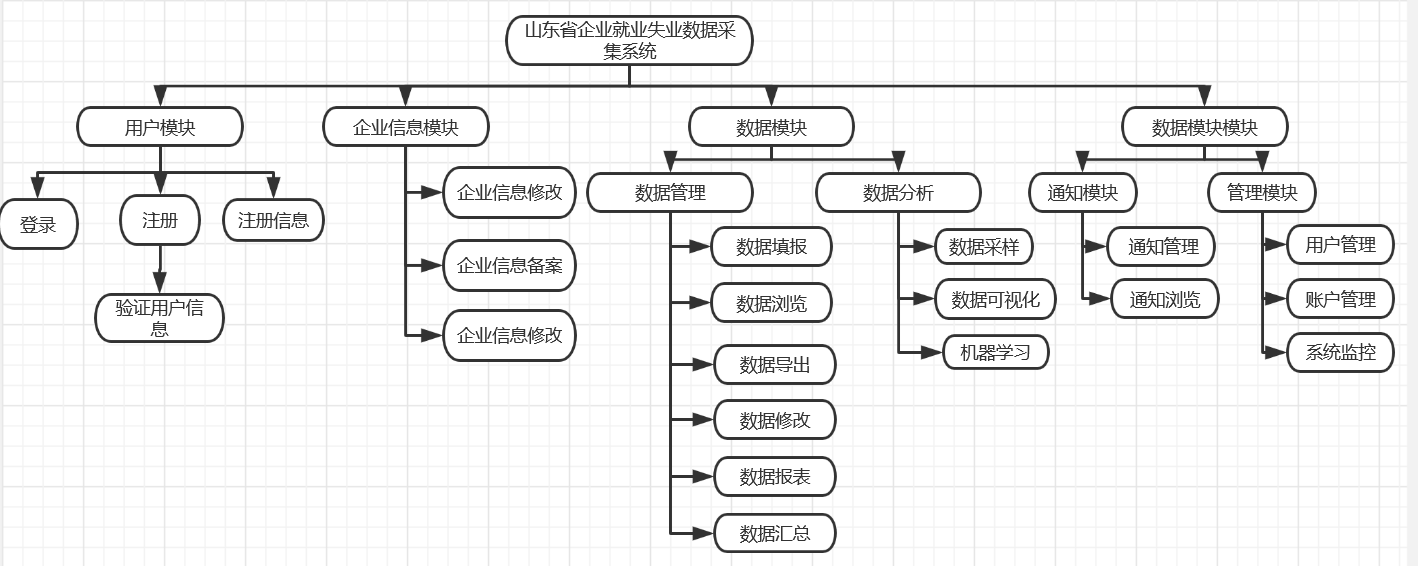 山东省企业就业失业数据采
集系统
用户模块
企业信息模块
数据模块
数据模块模块
登录
注册
注册信息
验证用户信
息
企业信息修改
企业信息备案
企业信息修改
数据管理
数据分析
数据填报
数据浏览
数据导出
数据修改
数据报表
数据汇总
数据采样
数据可视化
机器学习
通知模块
管理模块
通知管理
通知浏览
用户管理
账户管理
系统监控